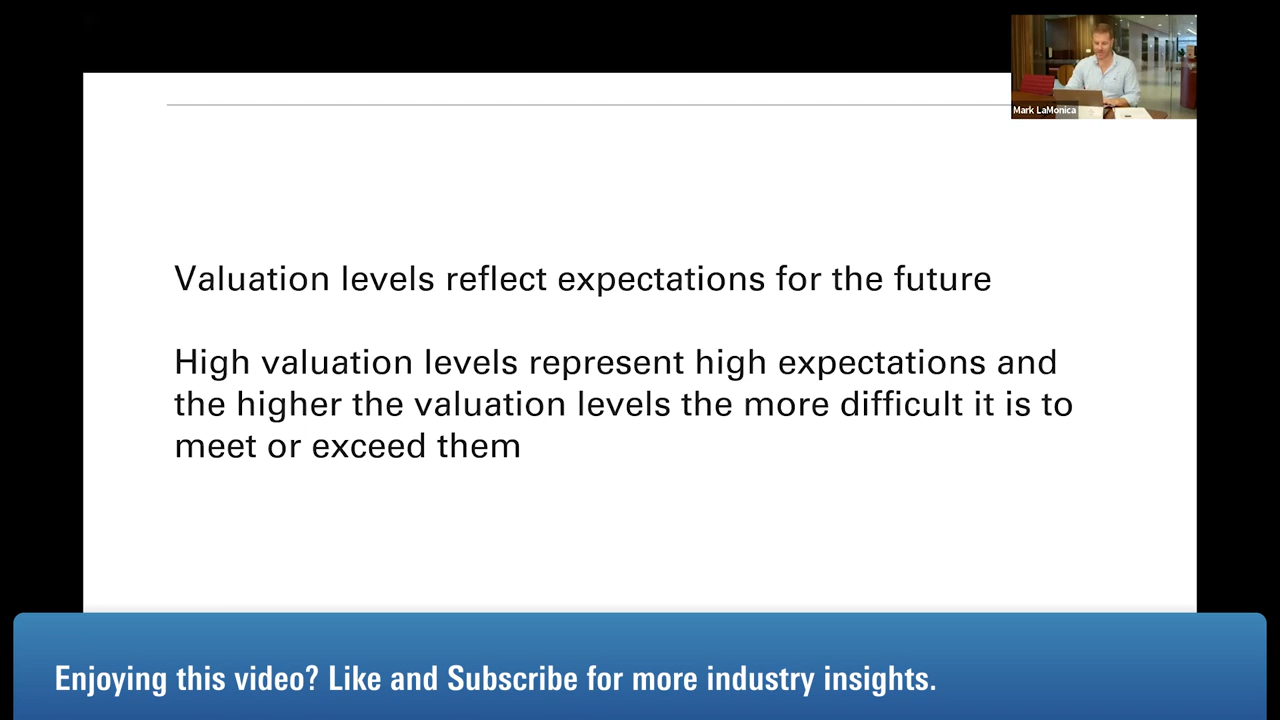 Mark LaMonica
Valuation levels reflect expectations for the future
High valuation levels represent high expectations and
the higher the valuation levels the more difficult it is to
meet or exceed them
Enjoying this video? Like and Subscribe for more industry insights.